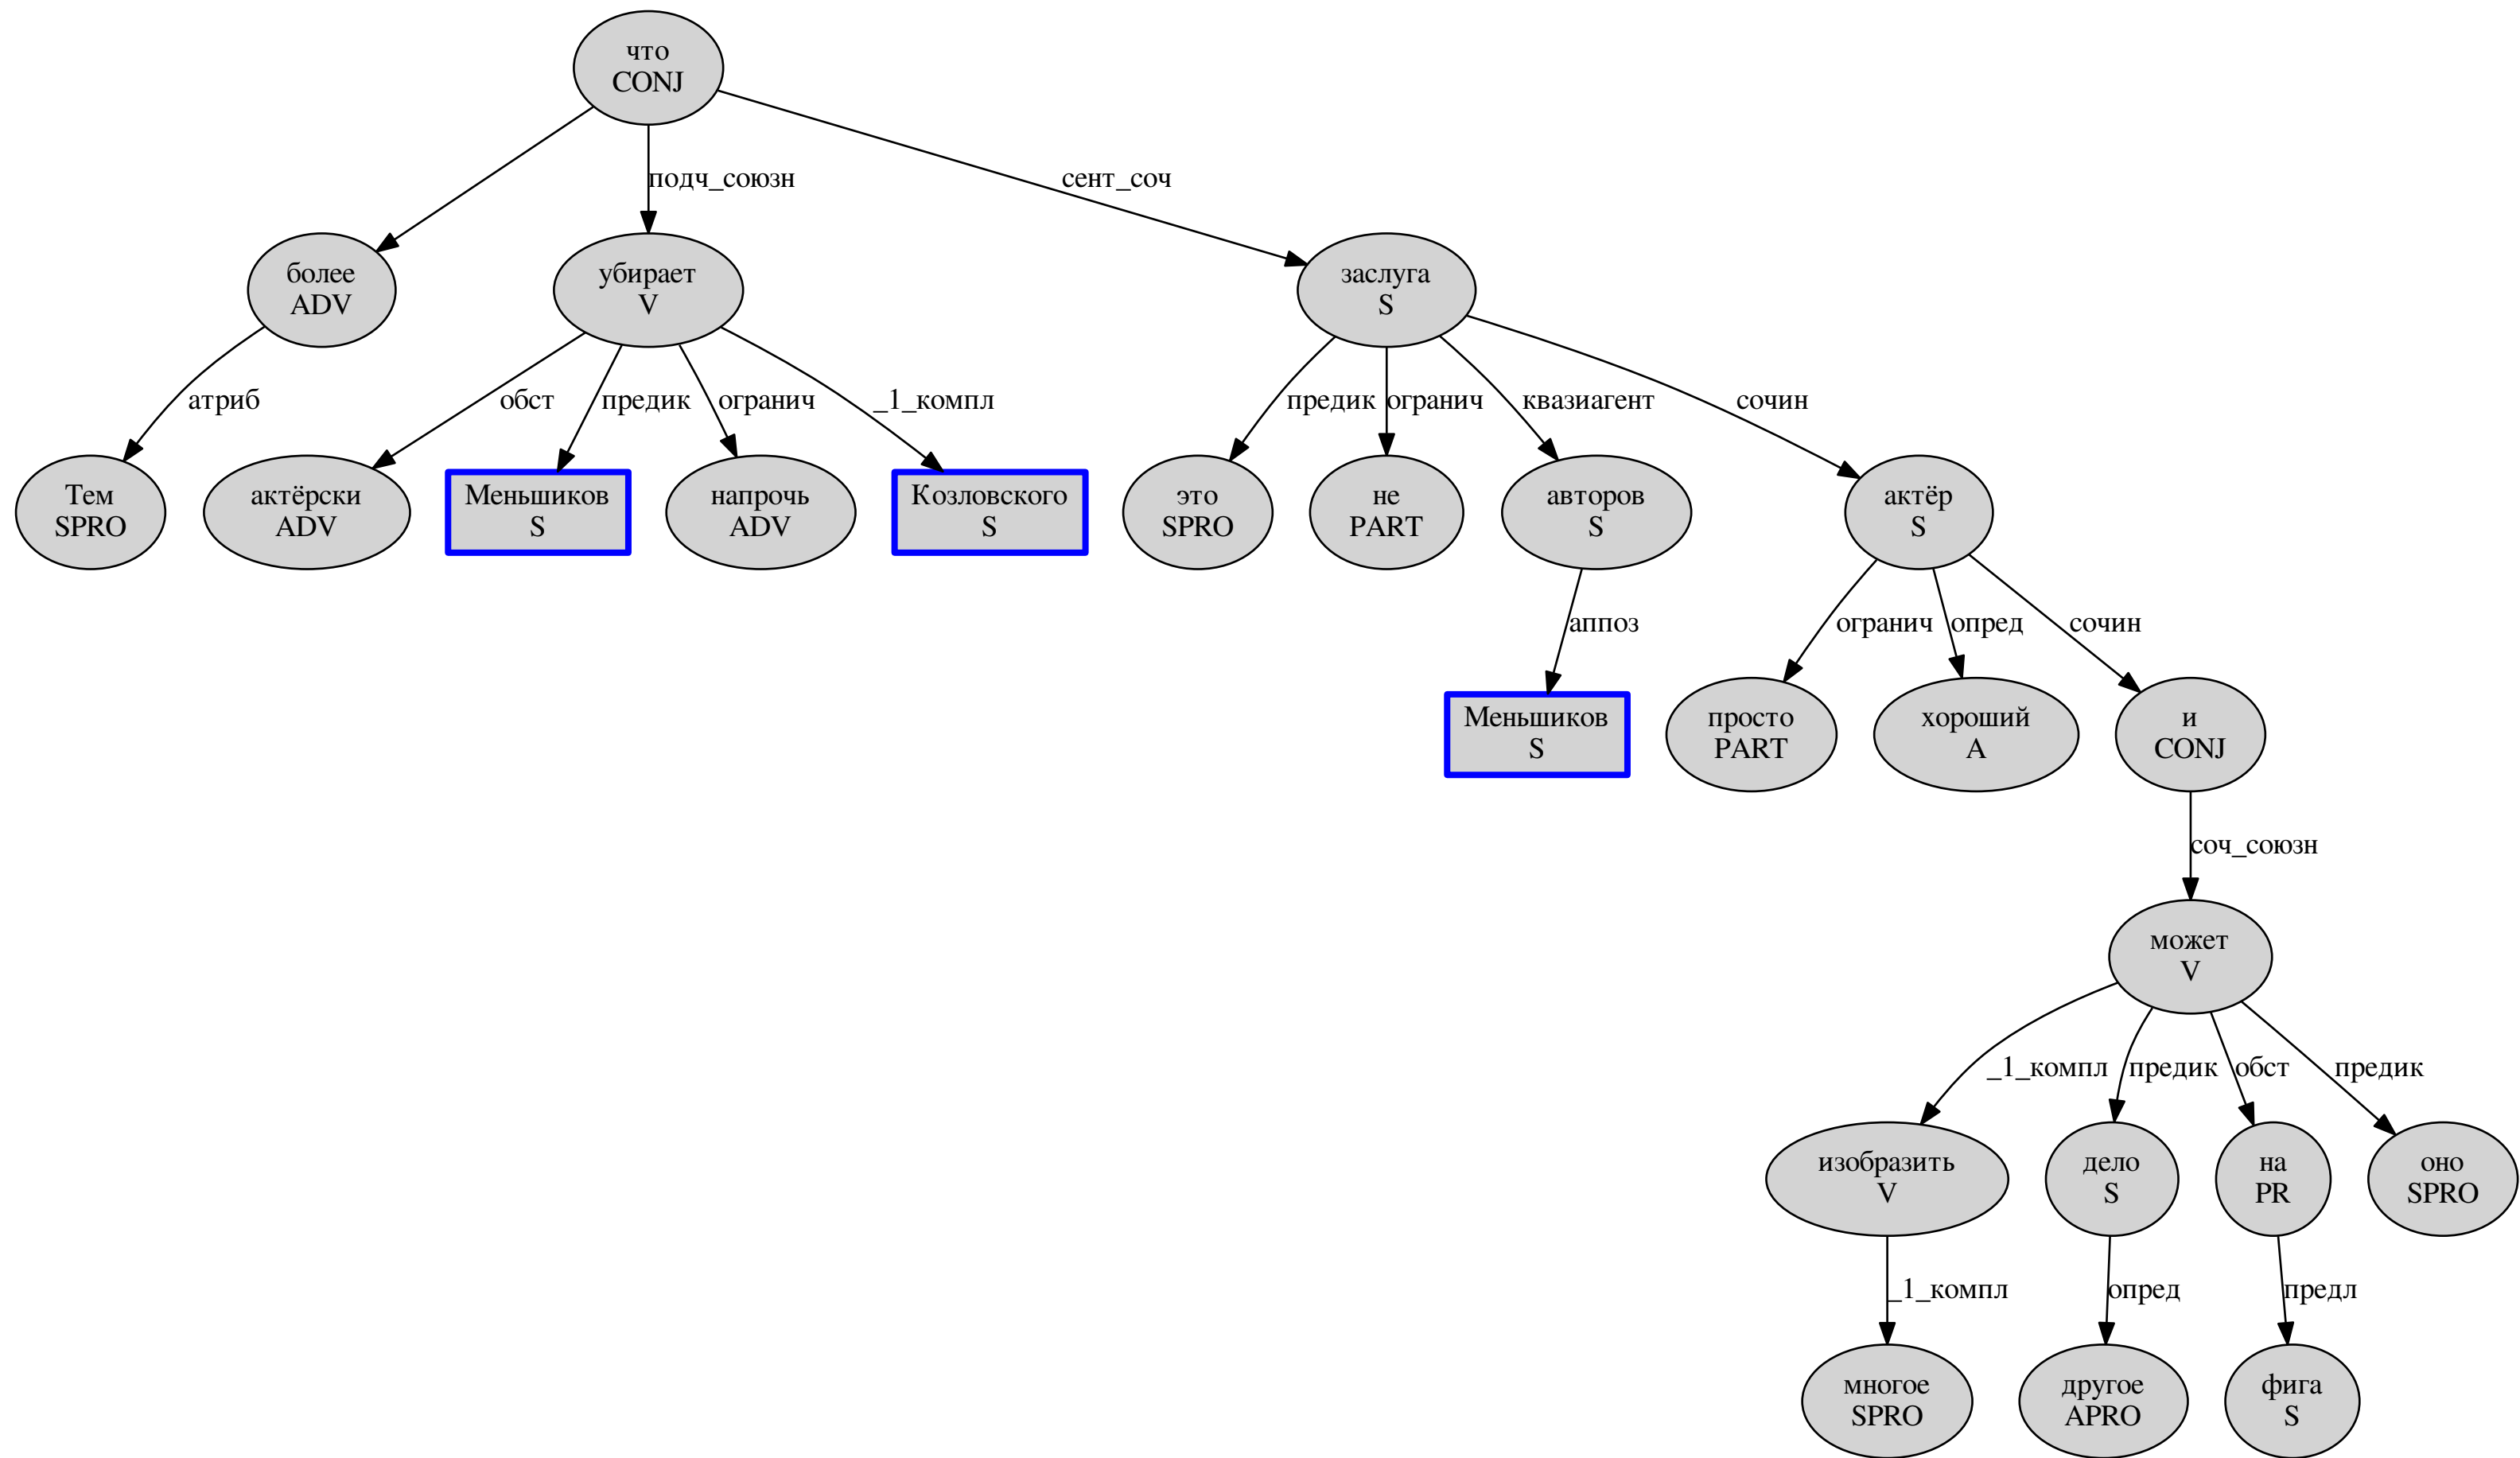 что
CONJ
подч_союзн
сент_соч
более
ADV
убирает
V
заслуга
S
атриб
обст
предик
огранич
_1_компл
предик
огранич
квазиагент
сочин
Тем
SPRO
актёрски
ADV
Меньшиков
S
напрочь
ADV
Козловского
S
это
SPRO
не
PART
авторов
S
актёр
S
аппоз
огранич
опред
сочин
Меньшиков
S
просто
PART
хороший
A
и
CONJ
соч_союзн
может
V
_1_компл
предик
обст
предик
изобразить
V
дело
S
на
PR
оно
SPRO
_1_компл
опред
предл
многое
SPRO
другое
APRO
фига
S